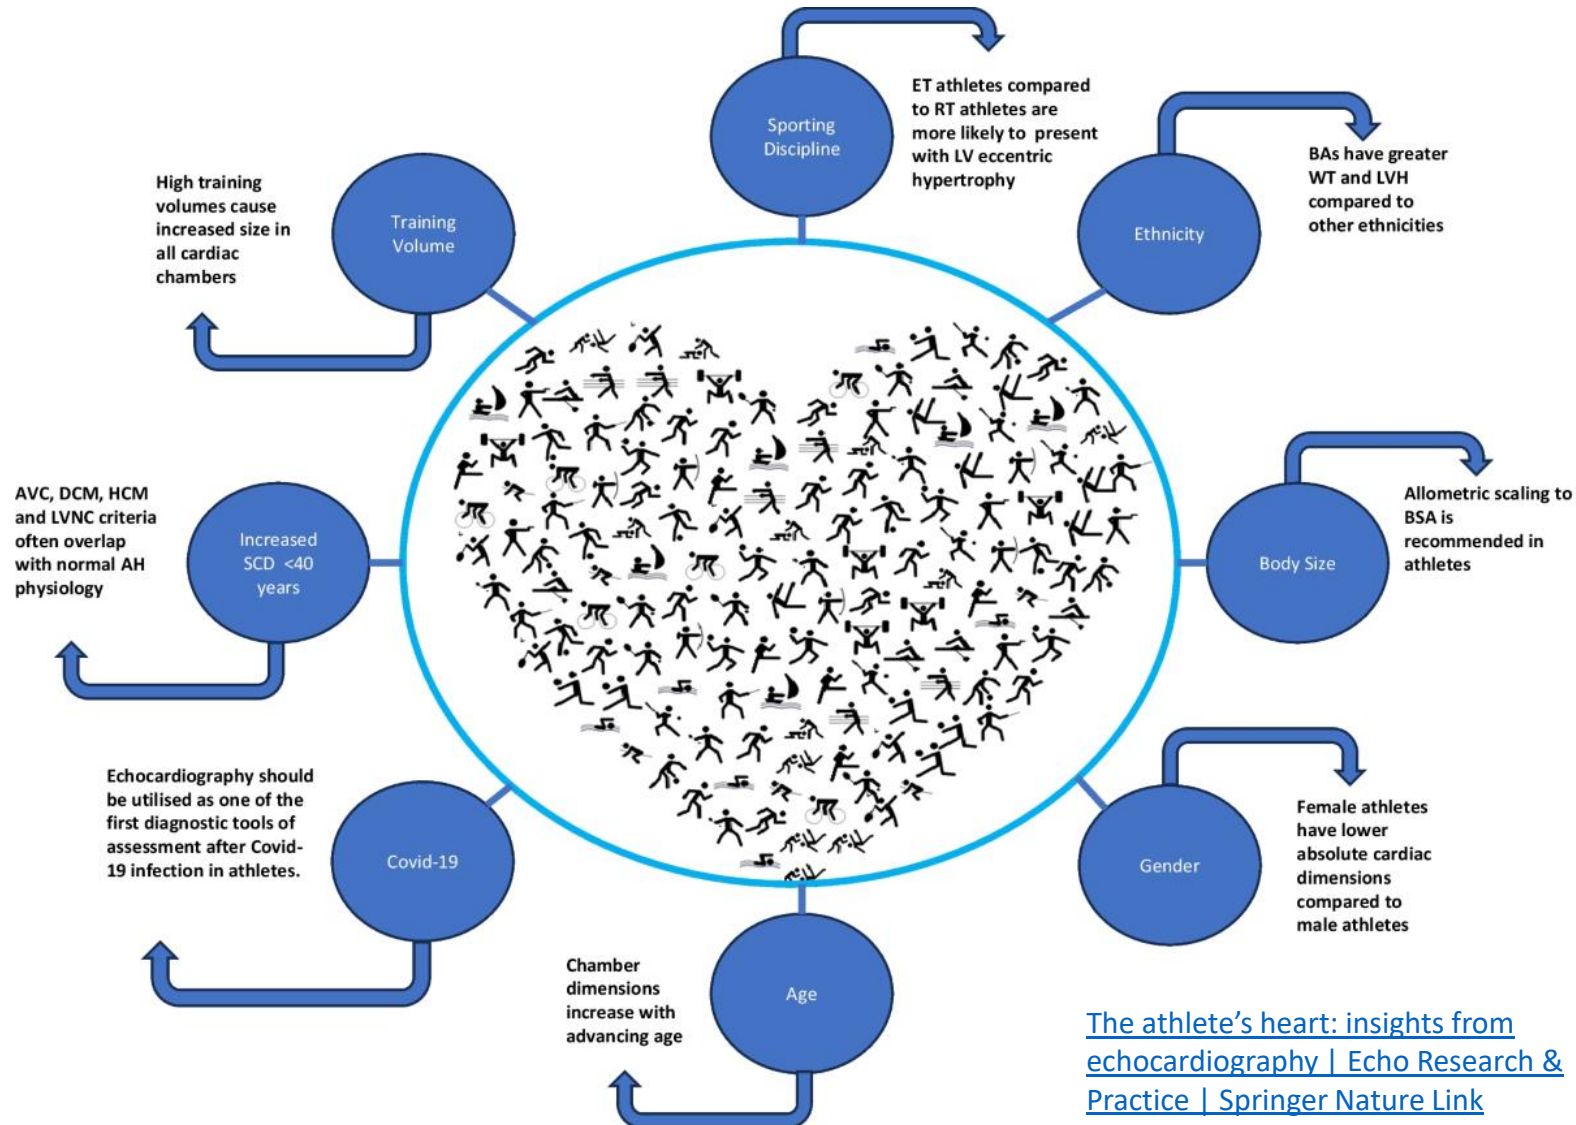 Sporting
Discipline
ET athletes compared
to RT athletes are
more likely to  present
with LV eccentric
hypertrophy
Ethnicity
BAs have greater
WT and LVH
compared to
other ethnicities
Body Size
Allometric scaling to
BSA is
recommended in
athletes
Gender
Female athletes
have lower
absolute cardiac
dimensions
compared to
male athletes
Age
Chamber
dimensions
increase with
advancing age
Covid-19
Echocardiography should
be utilised as one of the
first diagnostic tools of
assessment after Covid-
19 infection in athletes.
Increased
SCD  <40
years
AVC, DCM, HCM
and LVNC criteria
often overlap
with normal AH
physiology
Training
Volume
High training
volumes cause
increased size in
all cardiac
chambers
The athlete’s heart: insights from
echocardiography | Echo Research &
Practice | Springer Nature Link